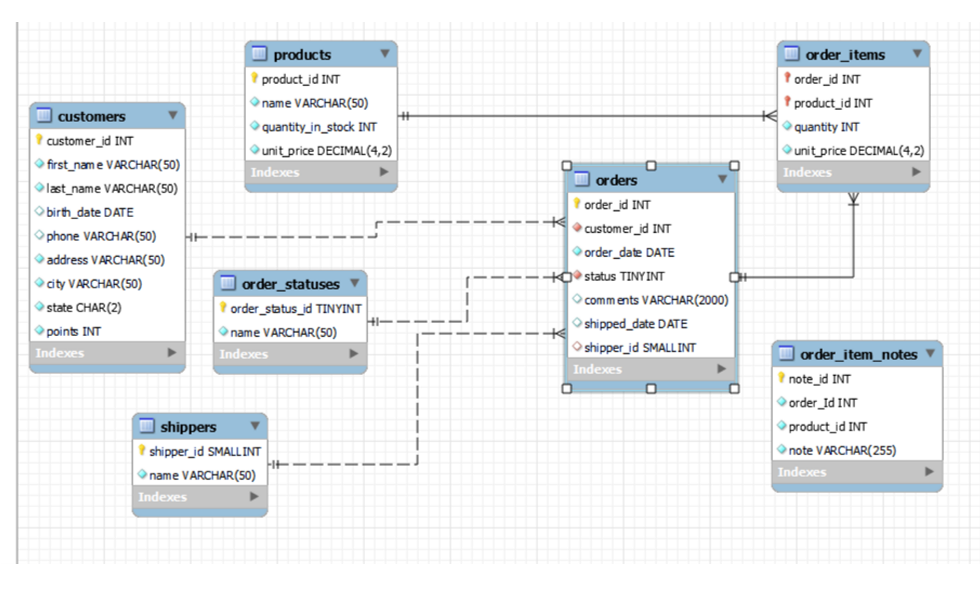 products
product_id INT
name VARCHAR(50)
quantity_in_stock INT
unit_price DECIMAL(4,2)
Indexes
order_items
order_id INT
product_id INT
quantity INT
unit_price DECIMAL(4,2)
Indexes
customers
customer_id INT
first_name VARCHAR(50)
last_name VARCHAR(50)
birth_date DATE
phone VARCHAR(50)
address VARCHAR(50)
city VARCHAR(50)
state CHAR(2)
points INT
Indexes
orders
order_id INT
customer_id INT
order_date DATE
status TINYINT
comments VARCHAR(2000)
shipped_date DATE
shipper_id SMALLINT
Indexes
order_statuses
order_status_id TINYINT
name VARCHAR(50)
Indexes
order_item_notes
note_id INT
order_Id INT
product_id INT
note VARCHAR(255)
Indexes
shippers
shipper_id SMALLINT
name VARCHAR(50)
Indexes